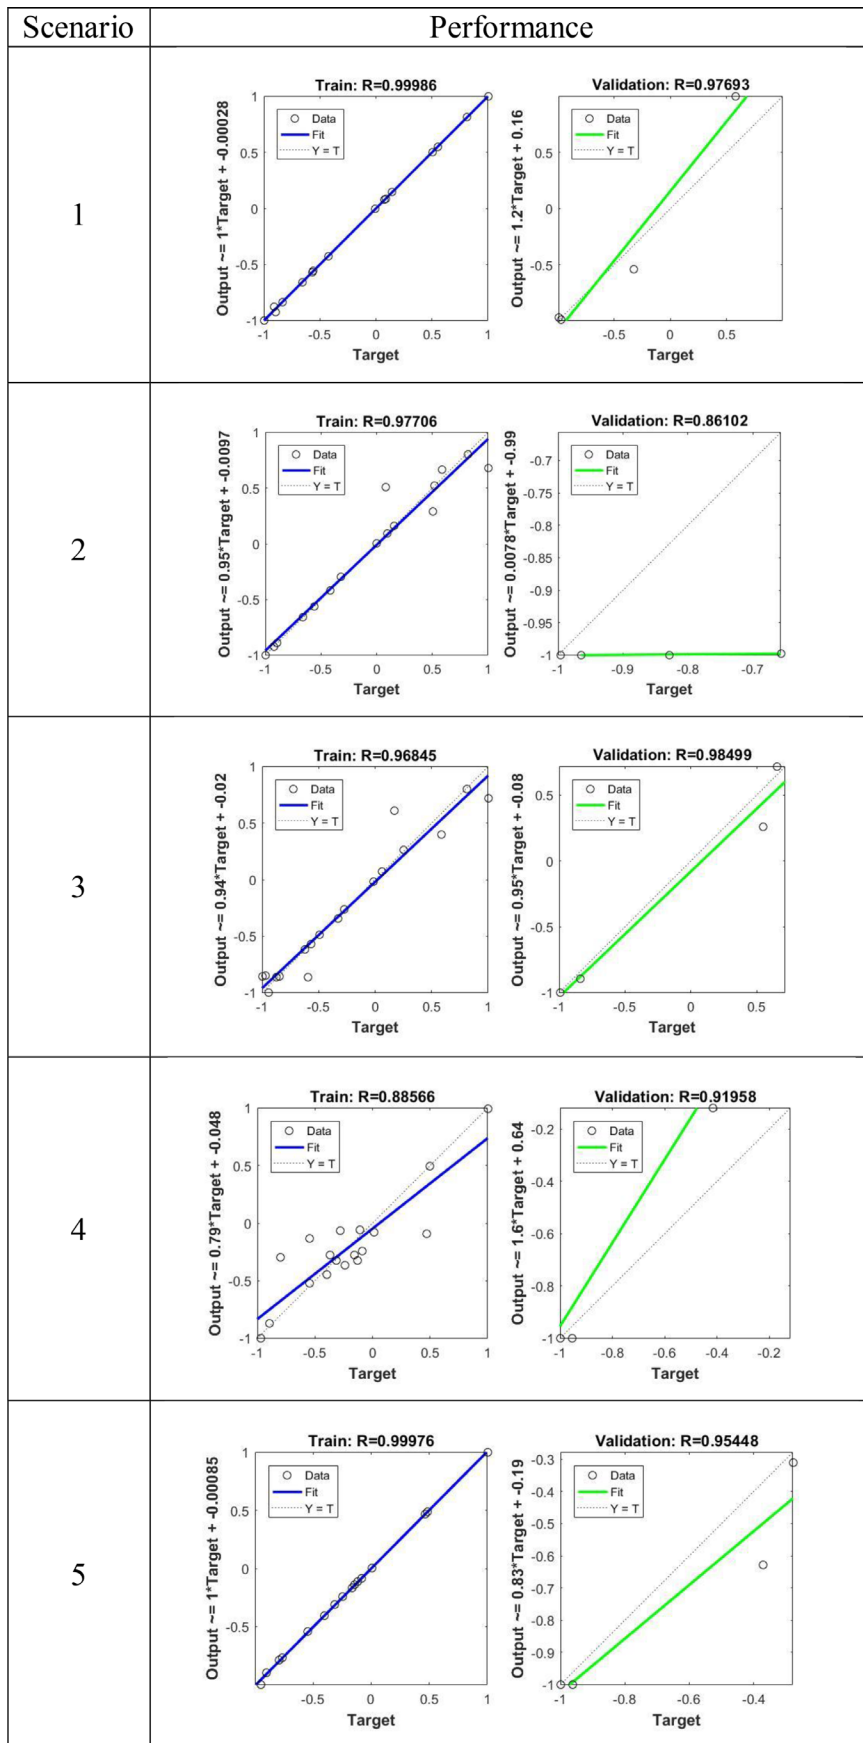 Scenario Performance
1
Train: R=0.99986
Output ~= 1*Target + -0.00028
Data
Fit
Y = T
1
0.5
0
-0.5
-1
-1 -0.5 0 0.5 1
Target
Validation: R=0.97693
Output ~= 1.2*Target + 0.16
Data
Fit
Y = T
0.5
0
-0.5
-0.5 0 0.5
Target
2
Train: R=0.97706
Output ~= 0.95*Target + -0.0097
Data
Fit
Y = T
1
0.5
0
-0.5
-1
-1 -0.5 0 0.5 1
Target
Validation: R=0.86102
Output ~= 0.0078*Target + -0.99
Data
Fit
Y = T
-0.7
-0.75
-0.8
-0.85
-0.9
-0.95
-1
-1 -0.9 -0.8 -0.7
Target
3
Train: R=0.96845
Output ~= 0.94*Target + -0.02
Data
Fit
Y = T
1
0.5
0
-0.5
-1
-1 -0.5 0 0.5 1
Target
Validation: R=0.98499
Output ~= 0.95*Target + -0.08
Data
Fit
Y = T
0.5
0
-0.5
-1
-1 -0.5 0 0.5
Target
4
Train: R=0.88566
Output ~= 0.79*Target + -0.048
Data
Fit
Y = T
1
0.5
0
-0.5
-1
-1 -0.5 0 0.5 1
Target
Validation: R=0.91958
Output ~= 1.6*Target + 0.64
Data
Fit
Y = T
-0.2
-0.4
-0.6
-0.8
-1
-1 -0.8 -0.6 -0.4 -0.2
Target
5
Train: R=0.99976
Output ~= 1*Target + -0.00085
Data
Fit
Y = T
1
0.5
0
-0.5
-0.5 0 0.5 1
Target
Validation: R=0.95448
Output ~= 0.83*Target + -0.19
Data
Fit
Y = T
-0.3
-0.4
-0.5
-0.6
-0.7
-0.8
-0.9
-1
-1 -0.8 -0.6 -0.4
Target